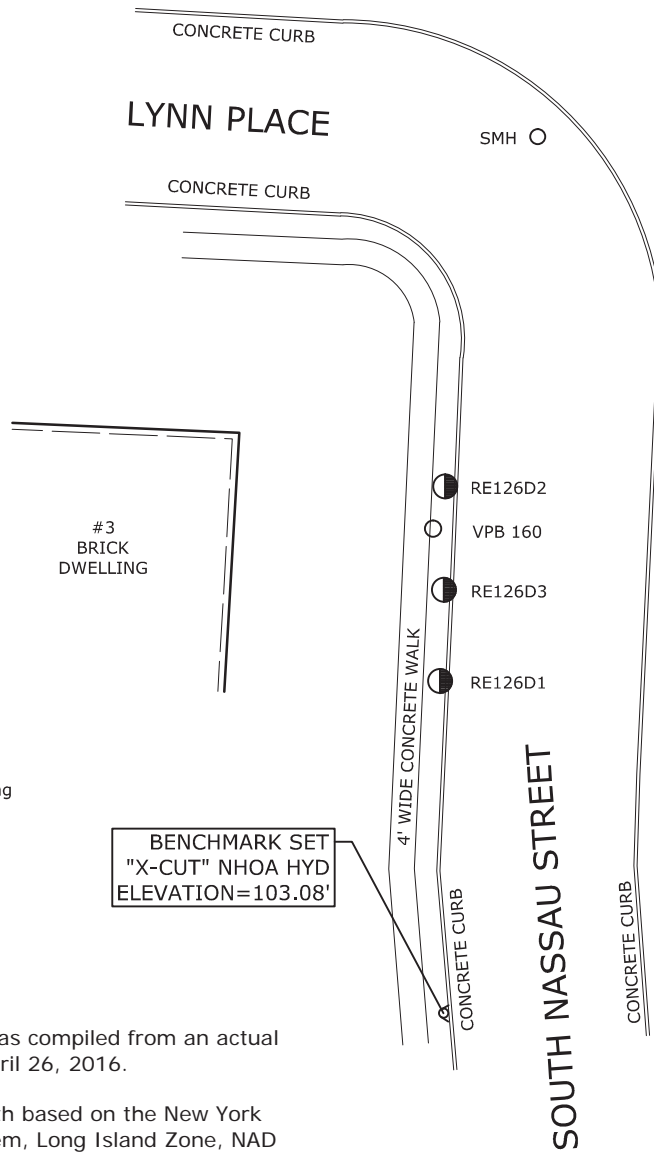 CONCRETE CURB
LYNN PLACE
SMH
CONCRETE CURB
RE126D2
#3
BRICK
DWELLING
VPB 160
RE126D3
4' WIDE CONCRETE WALK
RE126D1
BENCHMARK SET
"X-CUT" NHOA HYD
ELEVATION=103.08'
CONCRETE CURB
SOUTH NASSAU STREET
CONCRETE CURB
as compiled from an actual
ril 26, 2016.
th based on the New York
em, Long Island Zone, NAD